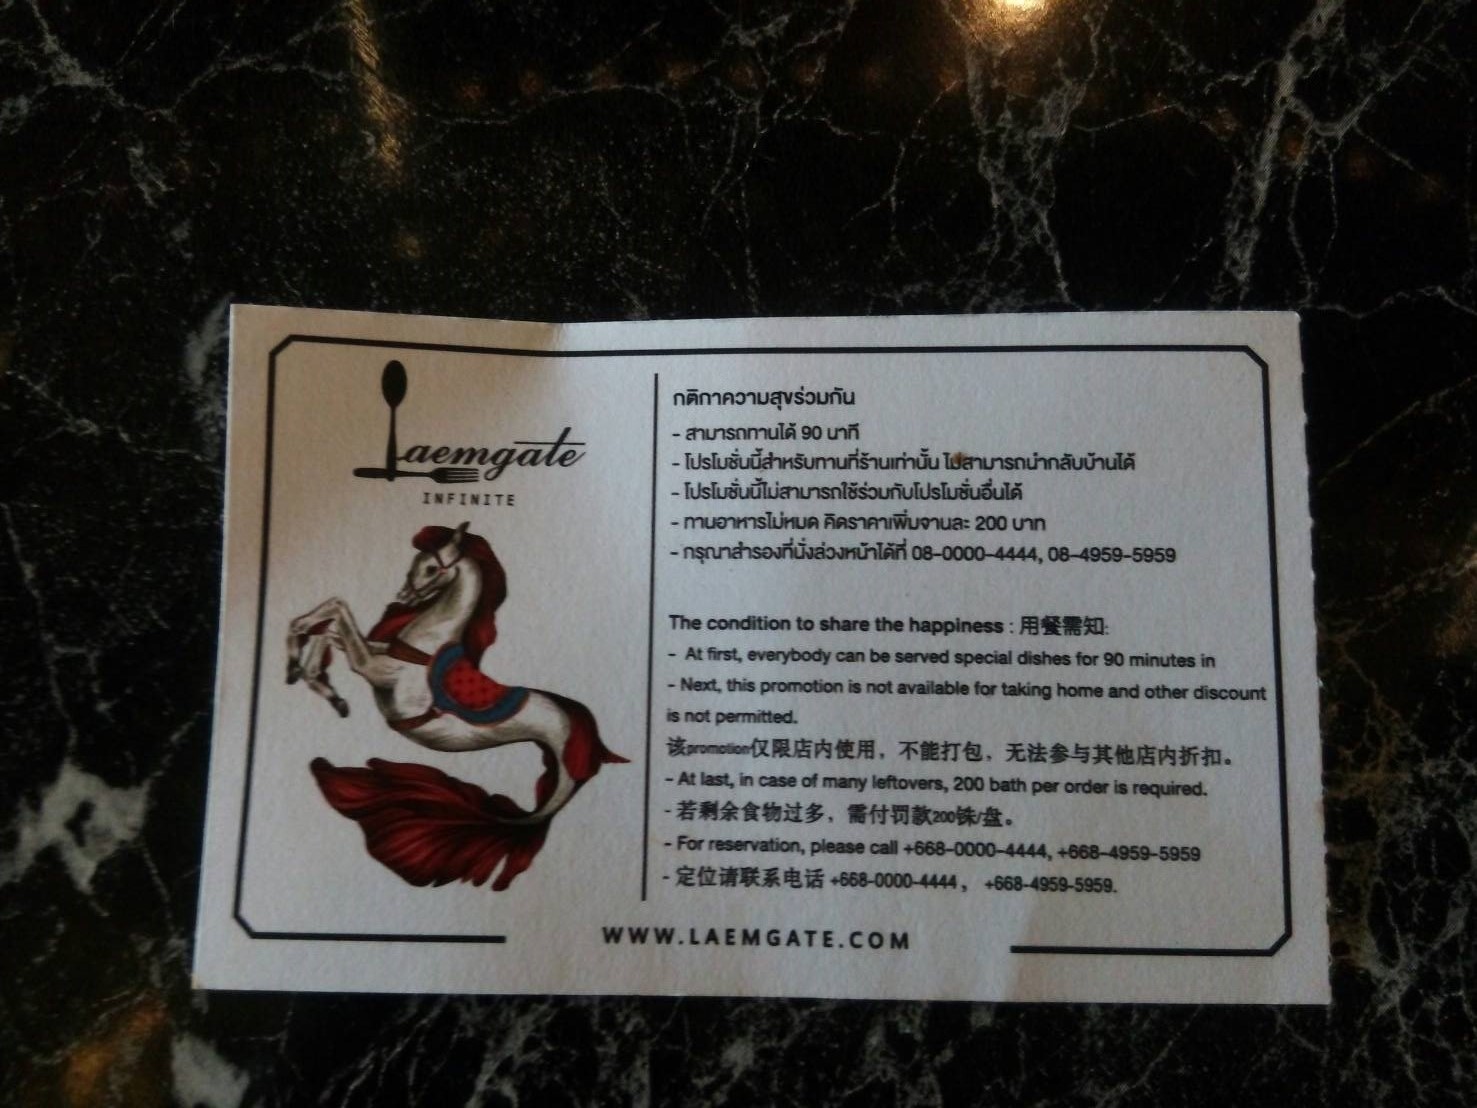 Laemgate
INFINITE
กติกาความสุขร่วมกัน
- สามารถทานได้ 90 นาที
- โปรโมชั่นนี้สำหรับทานที่ร้านเท่านั้น ไม่สามารถนำกลับบ้านได้
- โปรโมชั่นนี้ไม่สามารถใช้ร่วมกับโปรโมชั่นอื่นได้
- ทานอาหารไม่หมด คิดราคาเพิ่มจานละ 200 บาท
- กรุณาสำรองที่นั่งล่วงหน้าได้ที่ 08-0000-4444, 08-4959-5959
The condition to share the happiness : 用餐需知:
- At first, everybody can be served special dishes for 90 minutes in
- Next, this promotion is not available for taking home and other discount
is not permitted.
该promotion仅限店内使用，不能打包，无法参与其他店内折扣。
- At last, in case of many leftovers, 200 bath per order is required.
- 若剩余食物过多，需付罚款200铢/盘。
- For reservation, please call +668-0000-4444, +668-4959-5959
- 定位请联系电话 +668-0000-4444， +668-4959-5959.
WWW.LAEMGATE.COM